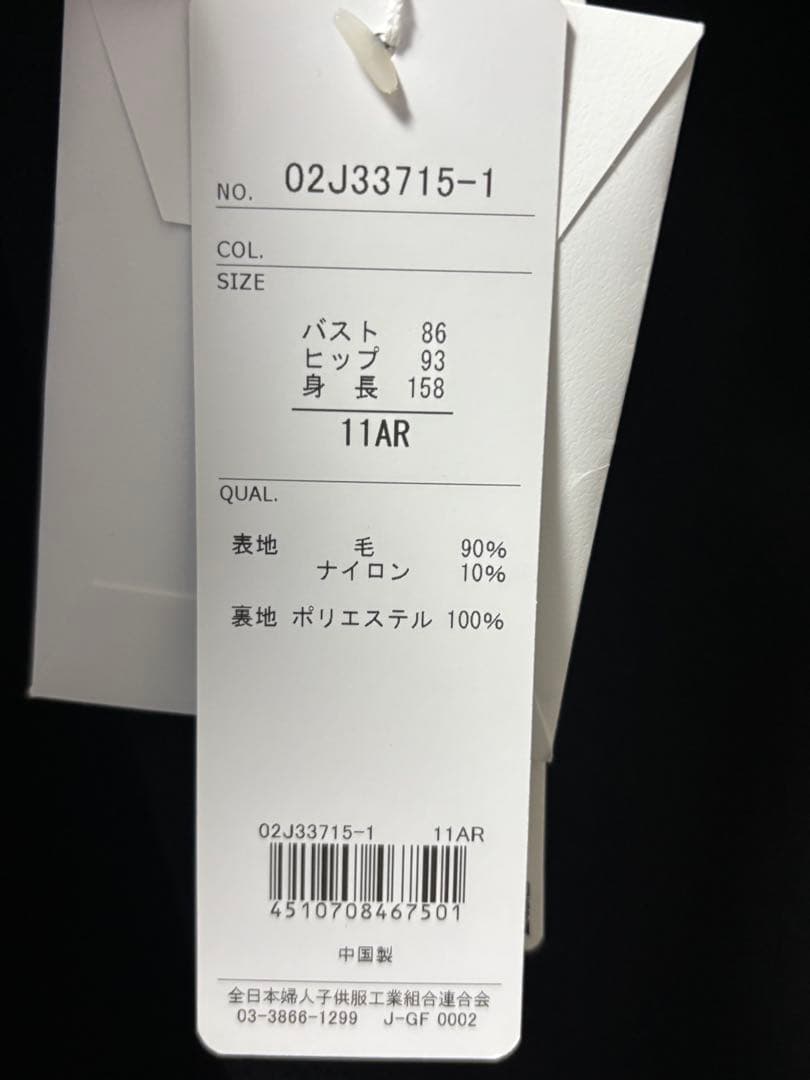 NO. 02J33715-1
COL.
SIZE
バスト 86
ヒップ 93
身 長 158
11AR
QUAL.
表地 毛 90%
ナイロン 10%
裏地 ポリエステル 100%
02J33715-1 11AR
4510708467501
中国製
全日本婦人子供服工業組合連合会
03-3866-1299 J-GF 0002